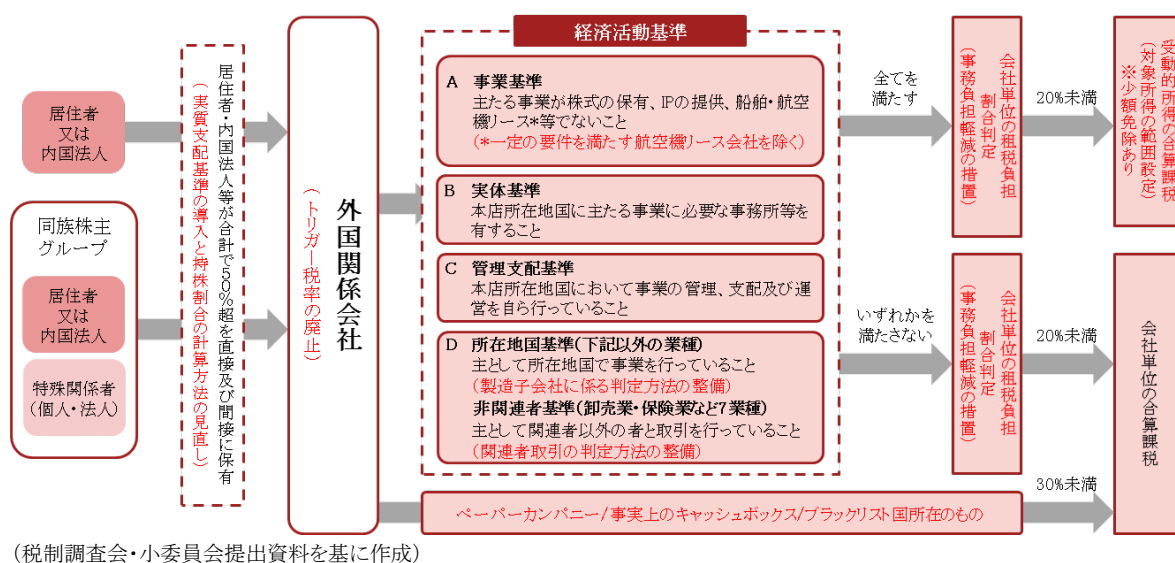 居住者
又は
内国法人
同族株主
グループ
居住者
又は
内国法人
特殊関係者
(個人・法人)
居住者・内国法人等が合計で50%超を直接及び間接に保有
(実質支配基準の導入と持株割合の計算方法の見直し)
外国関係会社
(トリガー税率の廃止)
経済活動基準
A 事業基準
主たる事業が株式の保有、IPの提供、船舶・航空
機リース*等でないこと
(*一定の要件を満たす航空機リース会社を除く)
B 実体基準
本店所在地国に主たる事業に必要な事務所等を
有すること
C 管理支配基準
本店所在地国において事業の管理、支配及び運
営を自ら行っていること
D 所在地国基準(下記以外の業種)
主として所在地国で事業を行っていること
(製造子会社に係る判定方法の整備)
非関連者基準(卸売業・保険業など7業種)
主として関連者以外の者と取引を行っていること
(関連者取引の判定方法の整備)
全てを
満たす
会社単位の租税負担
割合判定
(事務負担軽減の措置)
20%未満
受動的所得の合算課税
(対象所得の範囲設定)
※少額免除あり
いずれかを
満たさない
会社単位の租税負担
割合判定
(事務負担軽減の措置)
20%未満
会社単位の合算課税
ペーパーカンパニー/事実上のキャッシュボックス/ブラックリスト国所在のもの
30%未満
(税制調査会・小委員会提出資料を基に作成)